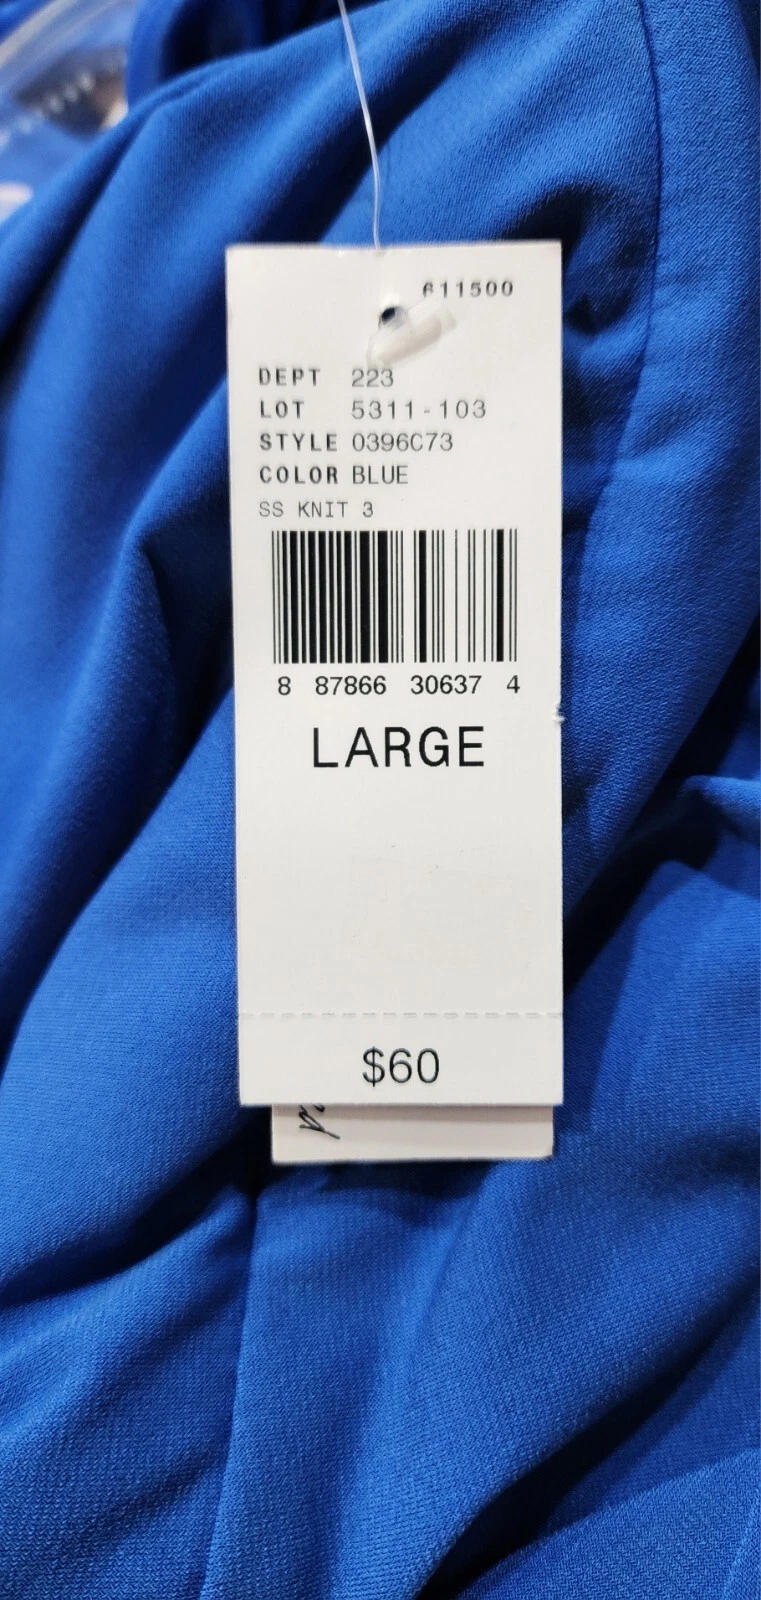 611500
DEPT 223
LOT 5311-103
STYLE 0396C73
COLOR BLUE
SS KNIT 3
8 87866 30637 4
LARGE
$60